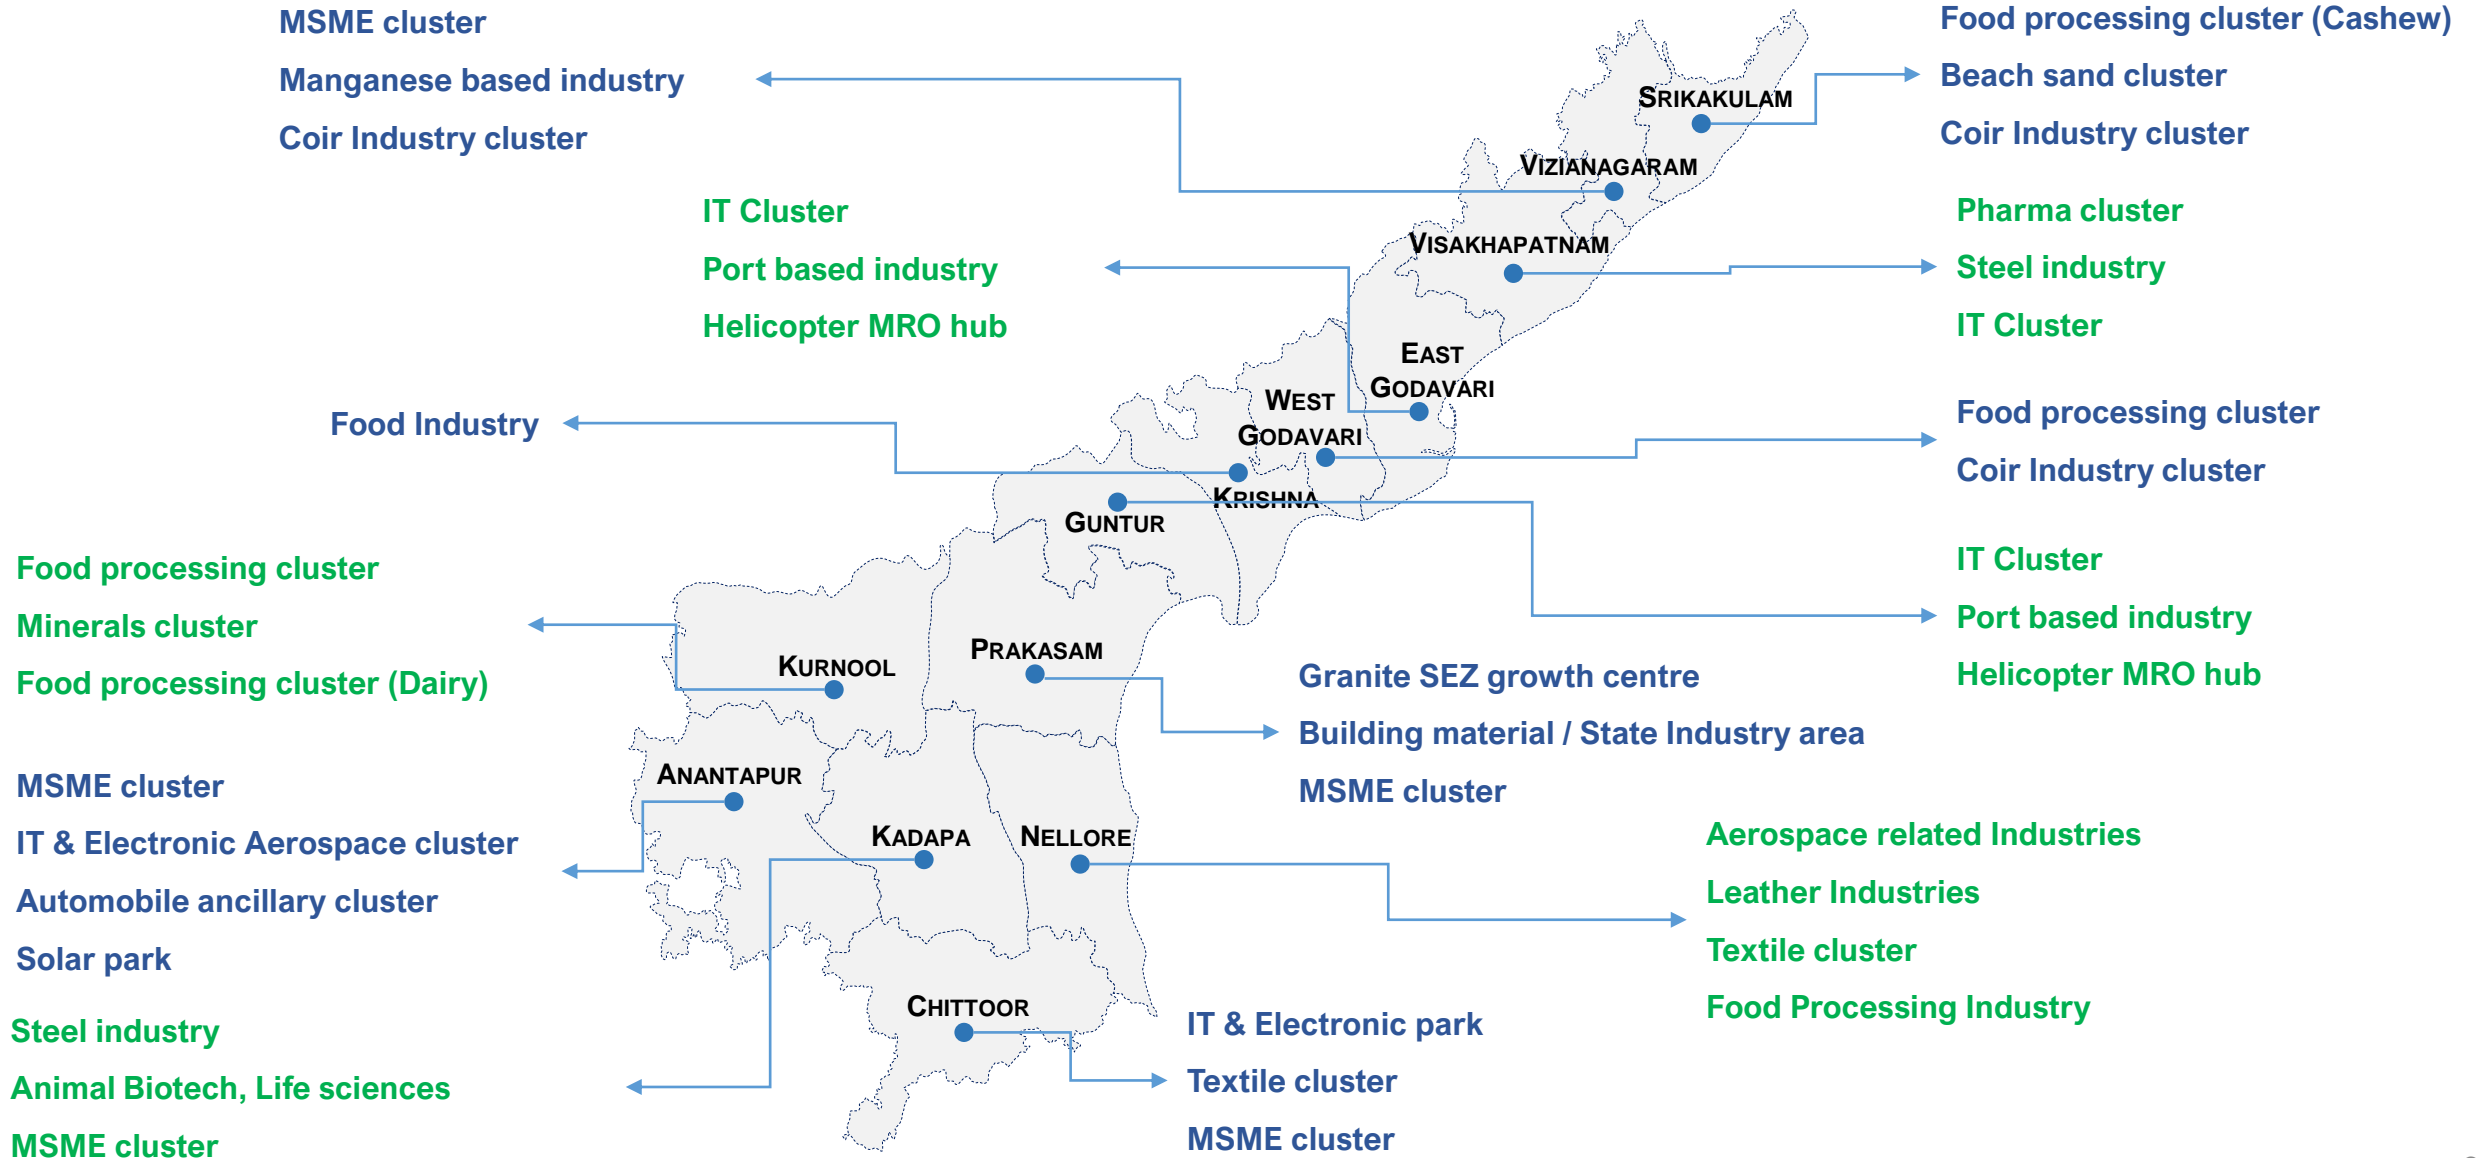 MSME cluster
Manganese based industry
Coir Industry cluster
Food processing cluster (Cashew)
Beach sand cluster
Coir Industry cluster
SRIKAKULAM
VIZIANAGARAM
VISAKHAPATNAM
IT Cluster
Port based industry
Helicopter MRO hub
Pharma cluster
Steel industry
IT Cluster
EAST
GODAVARI
WEST
GODAVARI
KRISHNA
GUNTUR
Food Industry
Food processing cluster
Coir Industry cluster
Food processing cluster
Minerals cluster
Food processing cluster (Dairy)
IT Cluster
Port based industry
Helicopter MRO hub
KURNOOL
PRAKASAM
Granite SEZ growth centre
Building material / State Industry area
MSME cluster
MSME cluster
IT & Electronic Aerospace cluster
Automobile ancillary cluster
Solar park
ANANTAPUR
KADAPA
NELLORE
Aerospace related Industries
Leather Industries
Textile cluster
Food Processing Industry
Steel industry
Animal Biotech, Life sciences
MSME cluster
CHITTOOR
IT & Electronic park
Textile cluster
MSME cluster